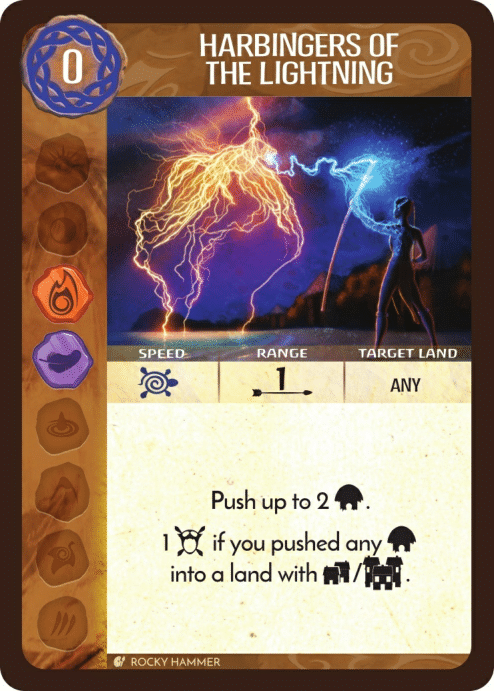 0
HARBINGERS OF
THE LIGHTNING
SPEED RANGE TARGET LAND
1 ANY
Push up to 2 .
1 if you pushed any
into a land with / .
ROCKY HAMMER